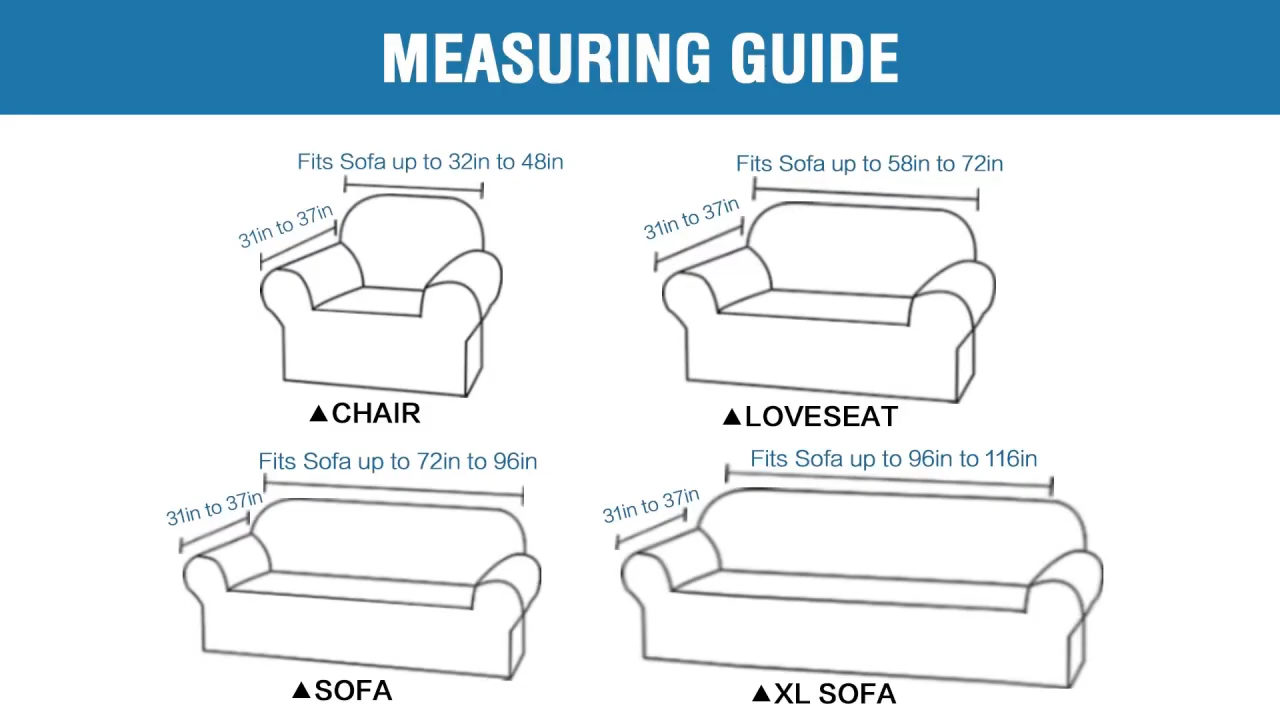 MEASURING GUIDE
Fits Sofa up to 32in to 48in
31in to 37in
▲CHAIR
Fits Sofa up to 58in to 72in
31in to 37in
▲LOVESEAT
Fits Sofa up to 72in to 96in
31in to 37in
▲SOFA
Fits Sofa up to 96in to 116in
31in to 37in
▲XL SOFA